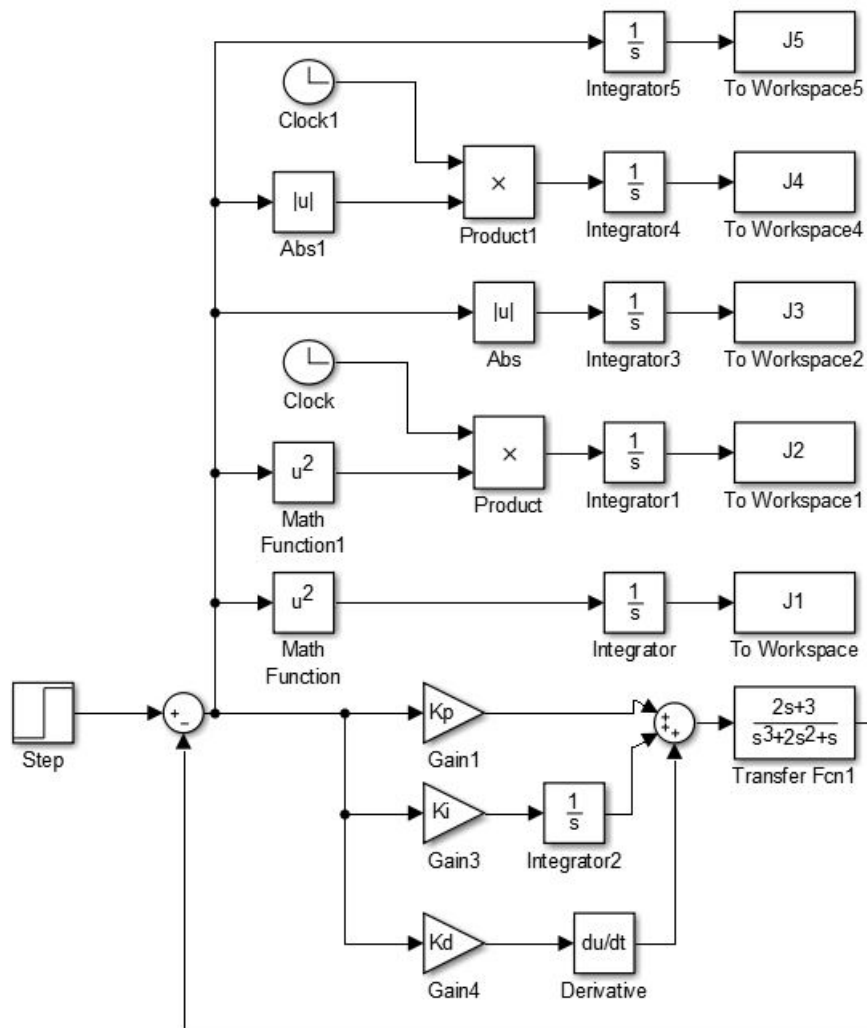 1
s
J5
Integrator5
To Workspace5
Clock1
|u|
Abs1
×
Product1
1
s
Integrator4
J4
To Workspace4
|u|
Abs
1
s
Integrator3
J3
To Workspace2
Clock
u2
Math
Function1
×
Product
1
s
Integrator1
J2
To Workspace1
u2
Math
Function
1
s
Integrator
J1
To Workspace
Step
+
−
Kp
Gain1
+
+
+
2s+3
s3+2s2+s
Transfer Fcn1
Ki
Gain3
1
s
Integrator2
Kd
Gain4
du/dt
Derivative